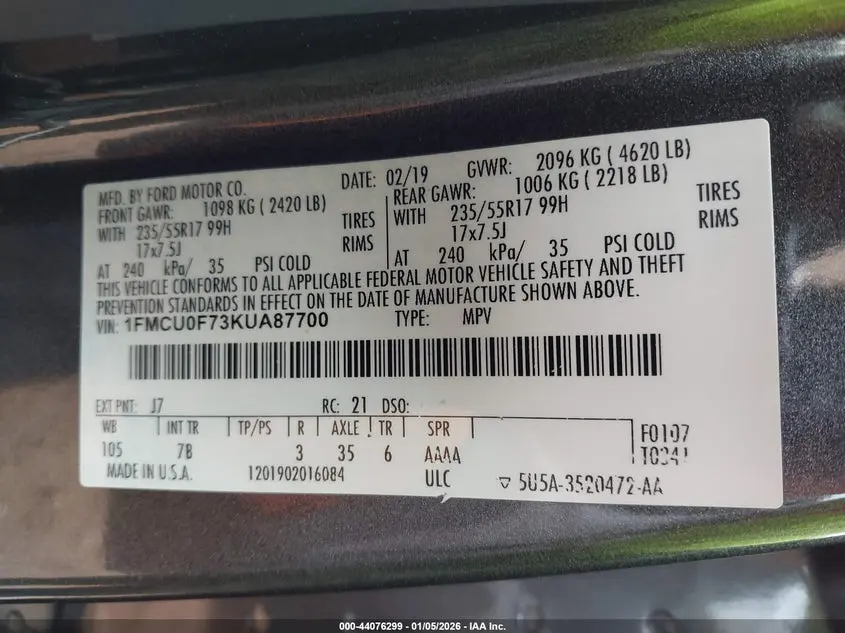 MFD. BY FORD MOTOR CO. DATE: 02/19 GVWR: 2096 KG ( 4620 LB)
FRONT GAWR: 1098 KG ( 2420 LB) REAR GAWR: 1006 KG ( 2218 LB)
WITH 235/55R17 99H TIRES WITH 235/55R17 99H TIRES
17x7.5J RIMS 17x7.5J RIMS
AT 240 kPa/ 35 PSI COLD AT 240 kPa/ 35 PSI COLD
THIS VEHICLE CONFORMS TO ALL APPLICABLE FEDERAL MOTOR VEHICLE SAFETY AND THEFT
PREVENTION STANDARDS IN EFFECT ON THE DATE OF MANUFACTURE SHOWN ABOVE.
VIN: 1FMCU0F73KUA87700 TYPE: MPV
EXT PNT: J7 RC: 21 DSO:
WB INT TR TP/PS R AXLE TR SPR
105 7B 3 35 6 AAAA
F0107
T0341
MADE IN U.S.A. 1201902016084 ULC ▽ 5U5A-3520472-AA
000-44076299 - 01/05/2026 - IAA Inc.